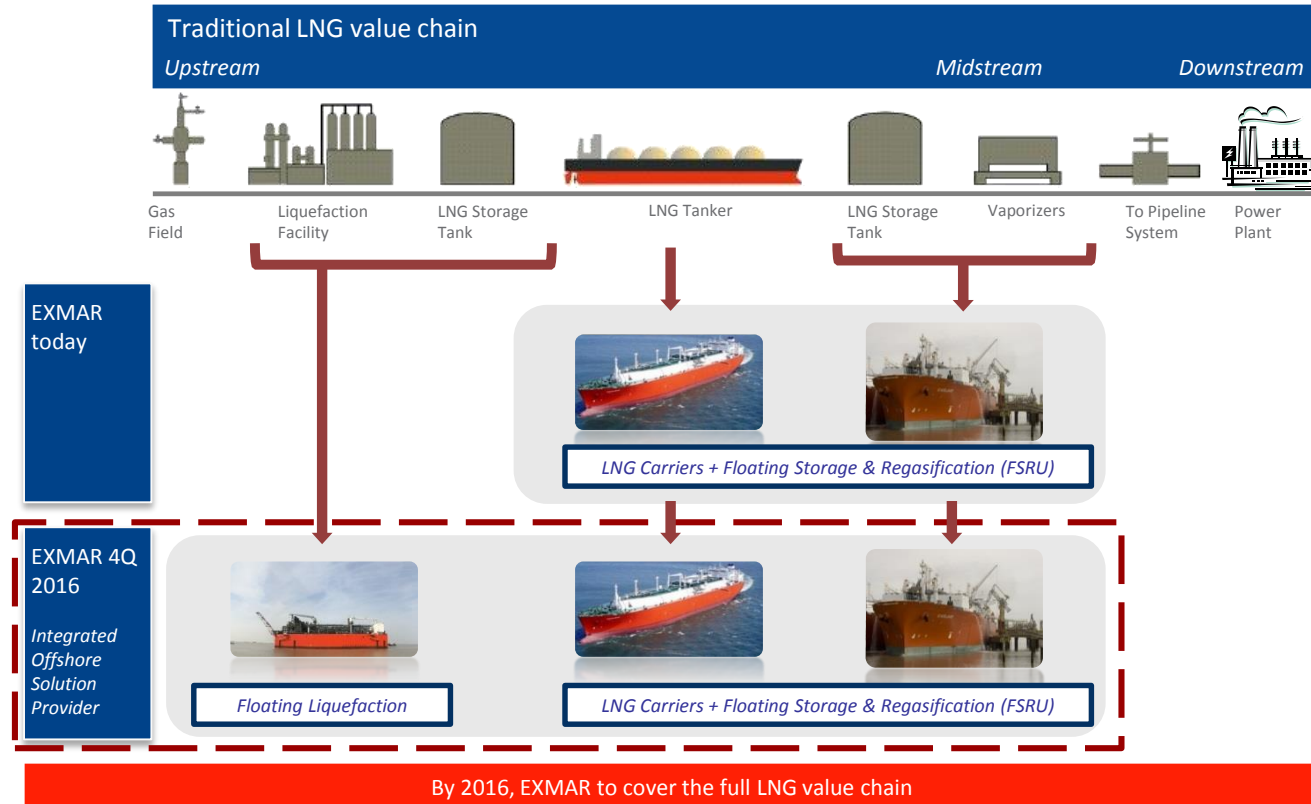 Traditional LNG value chain
Upstream
Midstream
Downstream
Gas
Field
Liquefaction
Facility
LNG Storage
Tank
LNG Tanker
LNG Storage
Tank
Vaporizers
To Pipeline
System
Power
Plant
EXMAR
today
LNG Carriers + Floating Storage & Regasification (FSRU)
EXMAR 4Q
2016
Integrated
Offshore
Solution
Provider
Floating Liquefaction
LNG Carriers + Floating Storage & Regasification (FSRU)
By 2016, EXMAR to cover the full LNG value chain